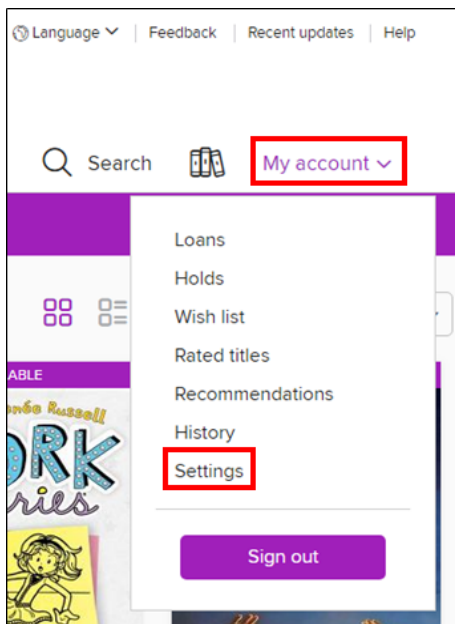 Language
Feedback
Recent updates
Help
Search
My account
Loans
Holds
Wish list
Rated titles
Recommendations
History
Settings
Sign out
ABLE
née Russell
ORK
ries